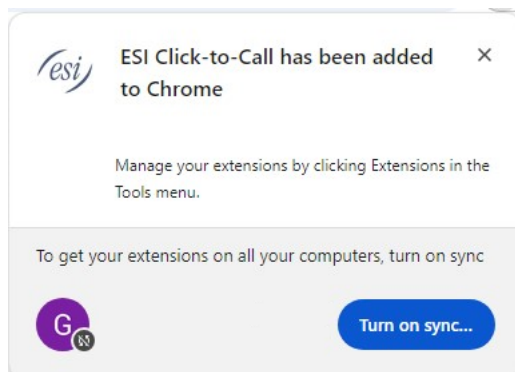 esi
ESI Click-to-Call has been added
to Chrome
Manage your extensions by clicking Extensions in the
Tools menu.
To get your extensions on all your computers, turn on sync
G
Turn on sync...